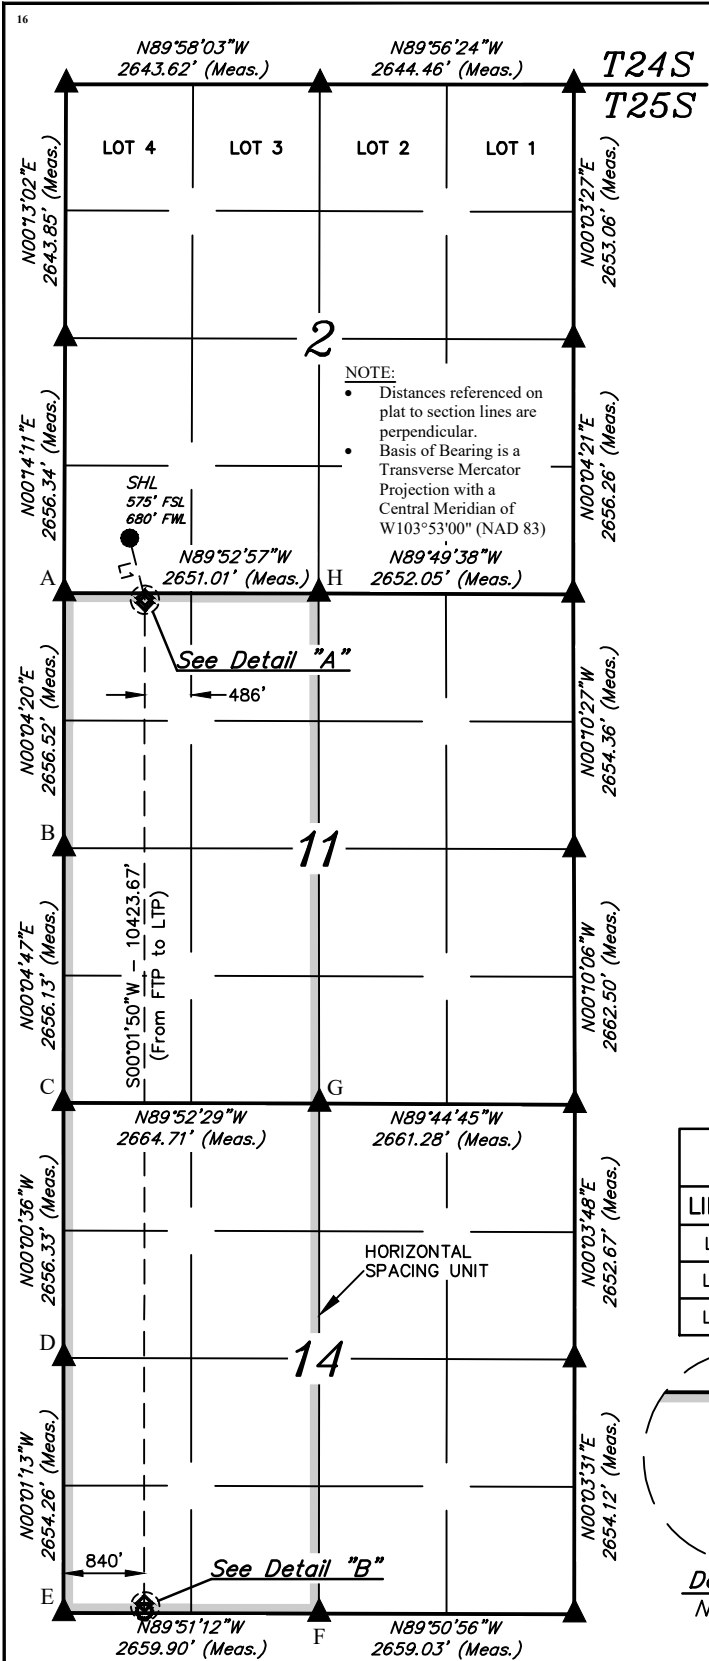 16
N89°58'03"W
2643.62' (Meas.)
N89°56'24"W
2644.46' (Meas.)
T24S
T25S
LOT 4
LOT 3
LOT 2
LOT 1
N00°13'02"E
2643.85' (Meas.)
N00°03'27"E
2653.06' (Meas.)
2
NOTE:
• Distances referenced on
plat to section lines are
perpendicular.
• Basis of Bearing is a
Transverse Mercator
Projection with a
Central Meridian of
W103°53'00" (NAD 83)
N00°14'11"E
2656.34' (Meas.)
N00°04'21"E
2656.26' (Meas.)
SHL
575' FSL
680' FWL
L1
N89°52'57"W
2651.01' (Meas.)
N89°49'38"W
2652.05' (Meas.)
A
H
See Detail "A"
486'
N00°04'20"E
2656.52' (Meas.)
N00°10'27"W
2654.36' (Meas.)
B
11
S00°01'50"W – 10423.67'
(From FTP to LTP)
N00°04'47"E
2656.13' (Meas.)
N00°10'06"W
2662.50' (Meas.)
C
G
N89°52'29"W
2664.71' (Meas.)
N89°44'45"W
2661.28' (Meas.)
N00°00'36"W
2656.33' (Meas.)
N00°03'48"E
2652.67' (Meas.)
HORIZONTAL
SPACING UNIT
D
14
N00°01'13"W
2654.26' (Meas.)
N00°03'31"E
2654.12' (Meas.)
840'
See Detail "B"
E
F
N89°51'12"W
2659.90' (Meas.)
N89°50'56"W
2659.03' (Meas.)